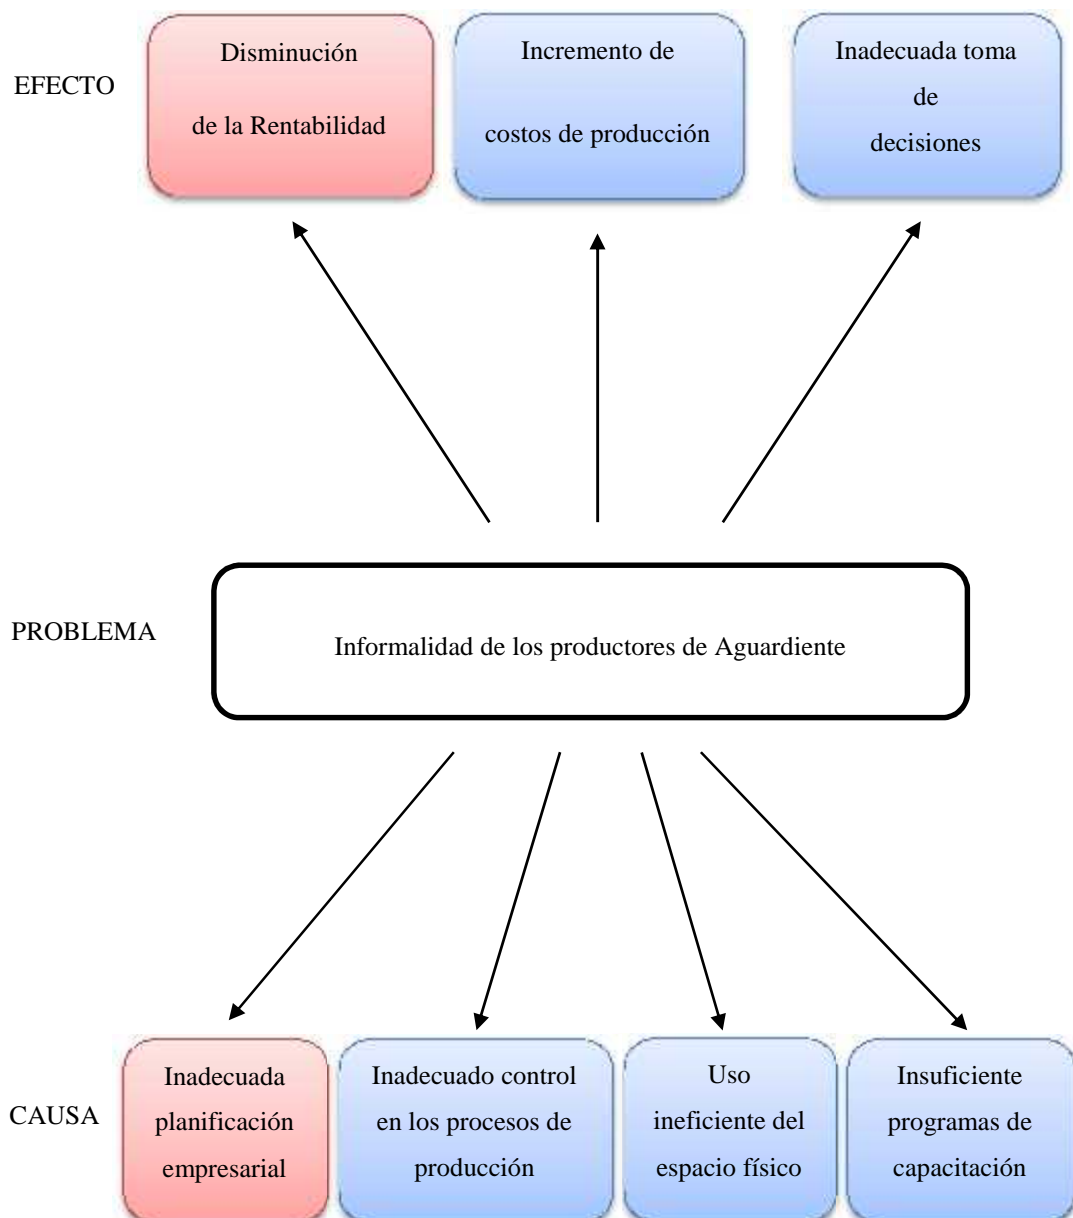 EFECTO
Disminución
de la Rentabilidad
Incremento de
costos de producción
Inadecuada toma
de
decisiones
PROBLEMA
Informalidad de los productores de Aguardiente
CAUSA
Inadecuada
planificación
empresarial
Inadecuado control
en los procesos de
producción
Uso
ineficiente del
espacio físico
Insuficiente
programas de
capacitación